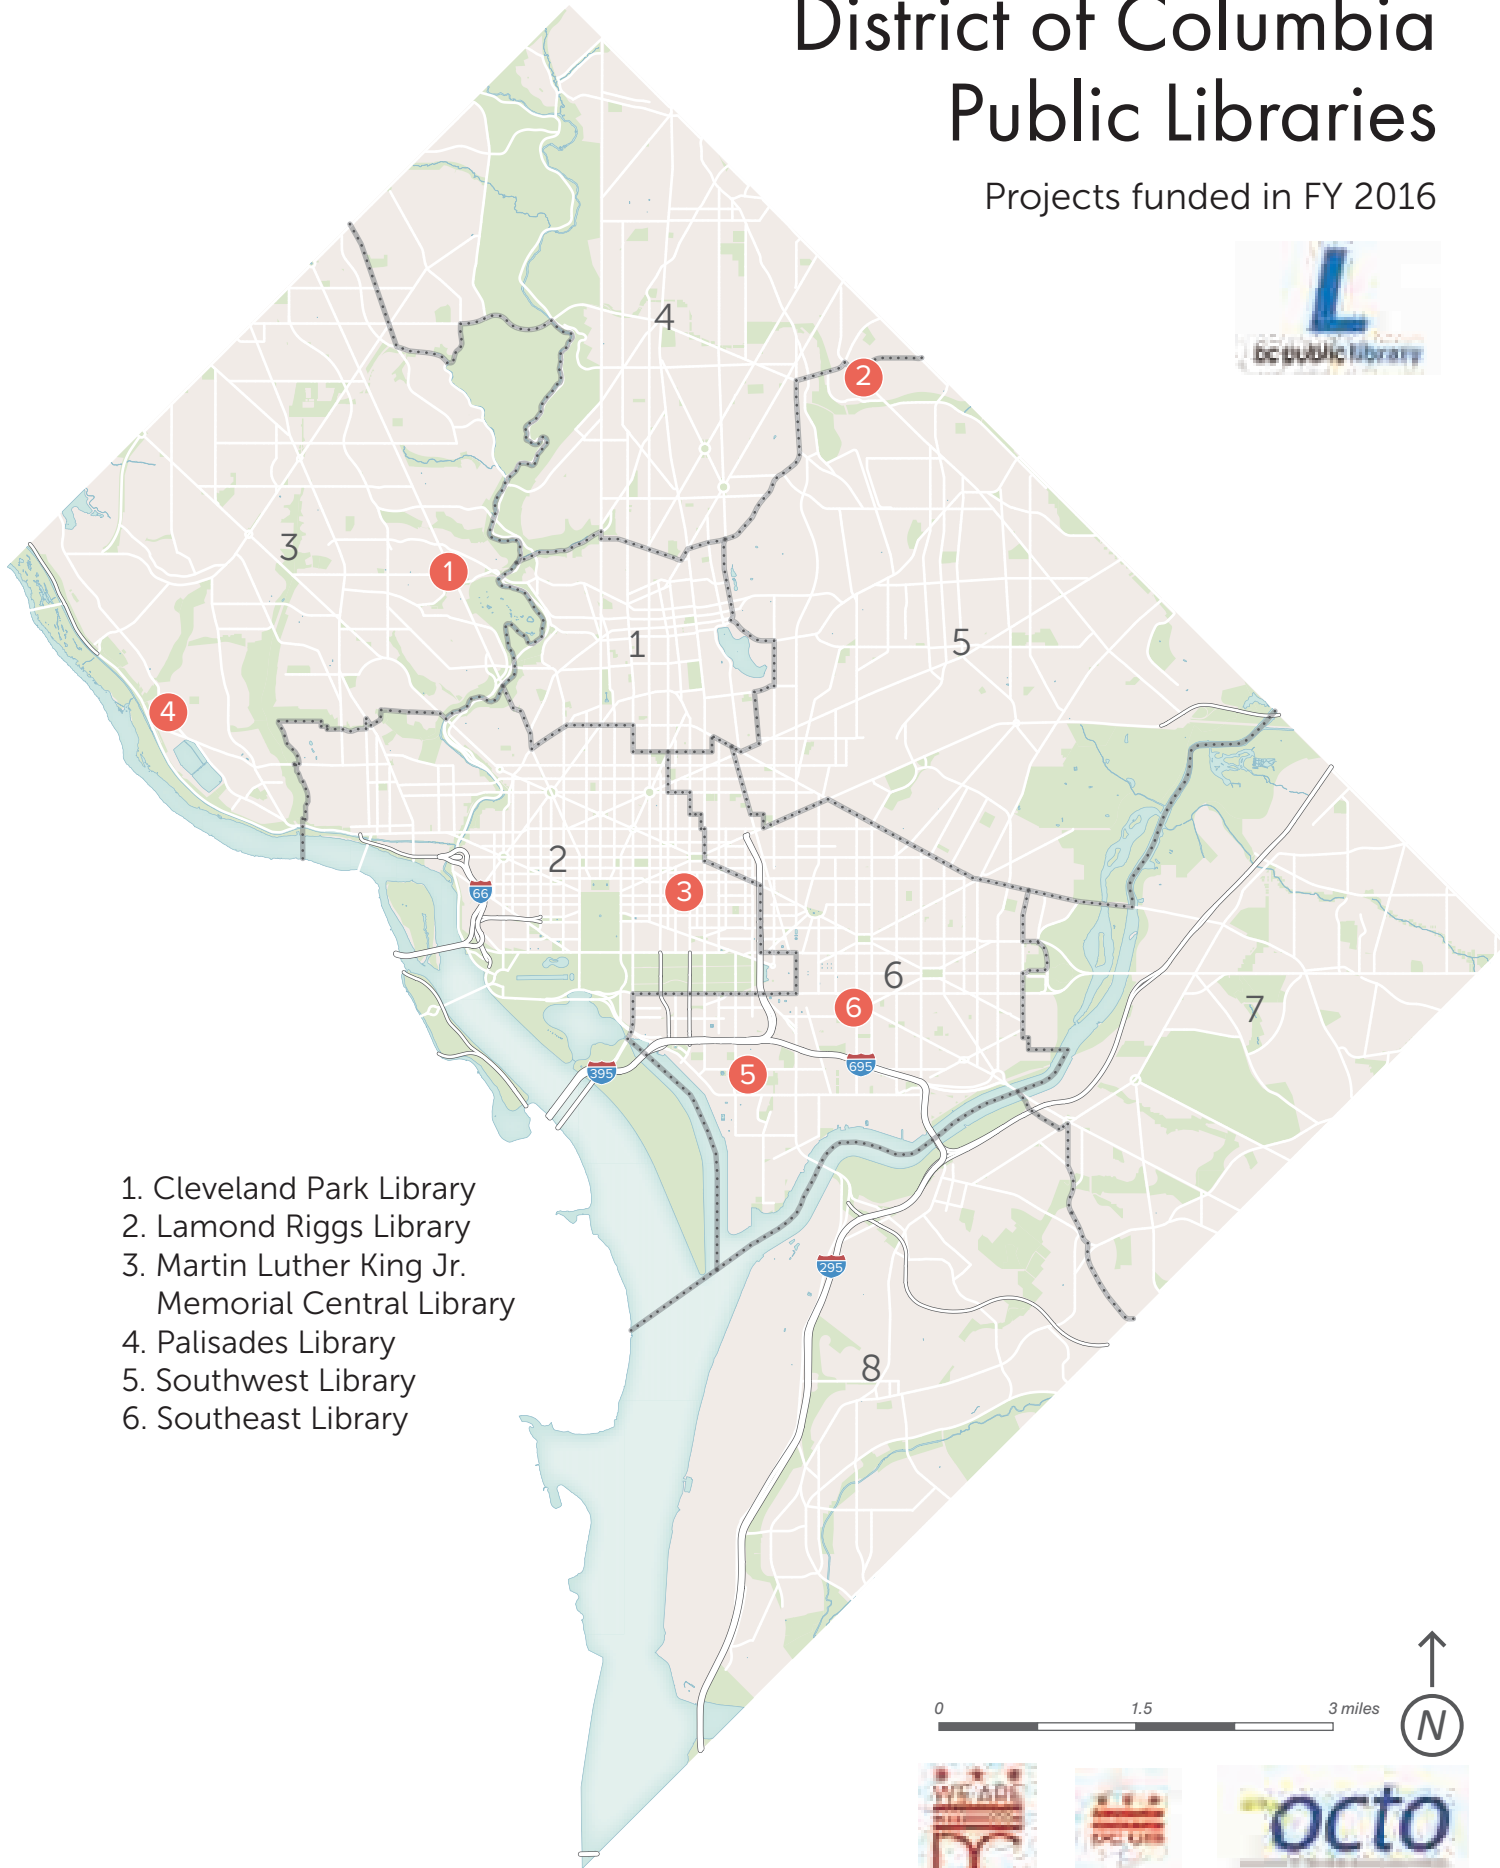 District of Columbia
Public Libraries
Projects funded in FY 2016
L
dc public library
4
2
3
1
1
5
4
2
66
3
6
6
7
5
395
695
1. Cleveland Park Library
2. Lamond Riggs Library
3. Martin Luther King Jr.
Memorial Central Library
4. Palisades Library
5. Southwest Library
6. Southeast Library
295
8
0 1.5 3 miles
N
WE ARE
DC
octo